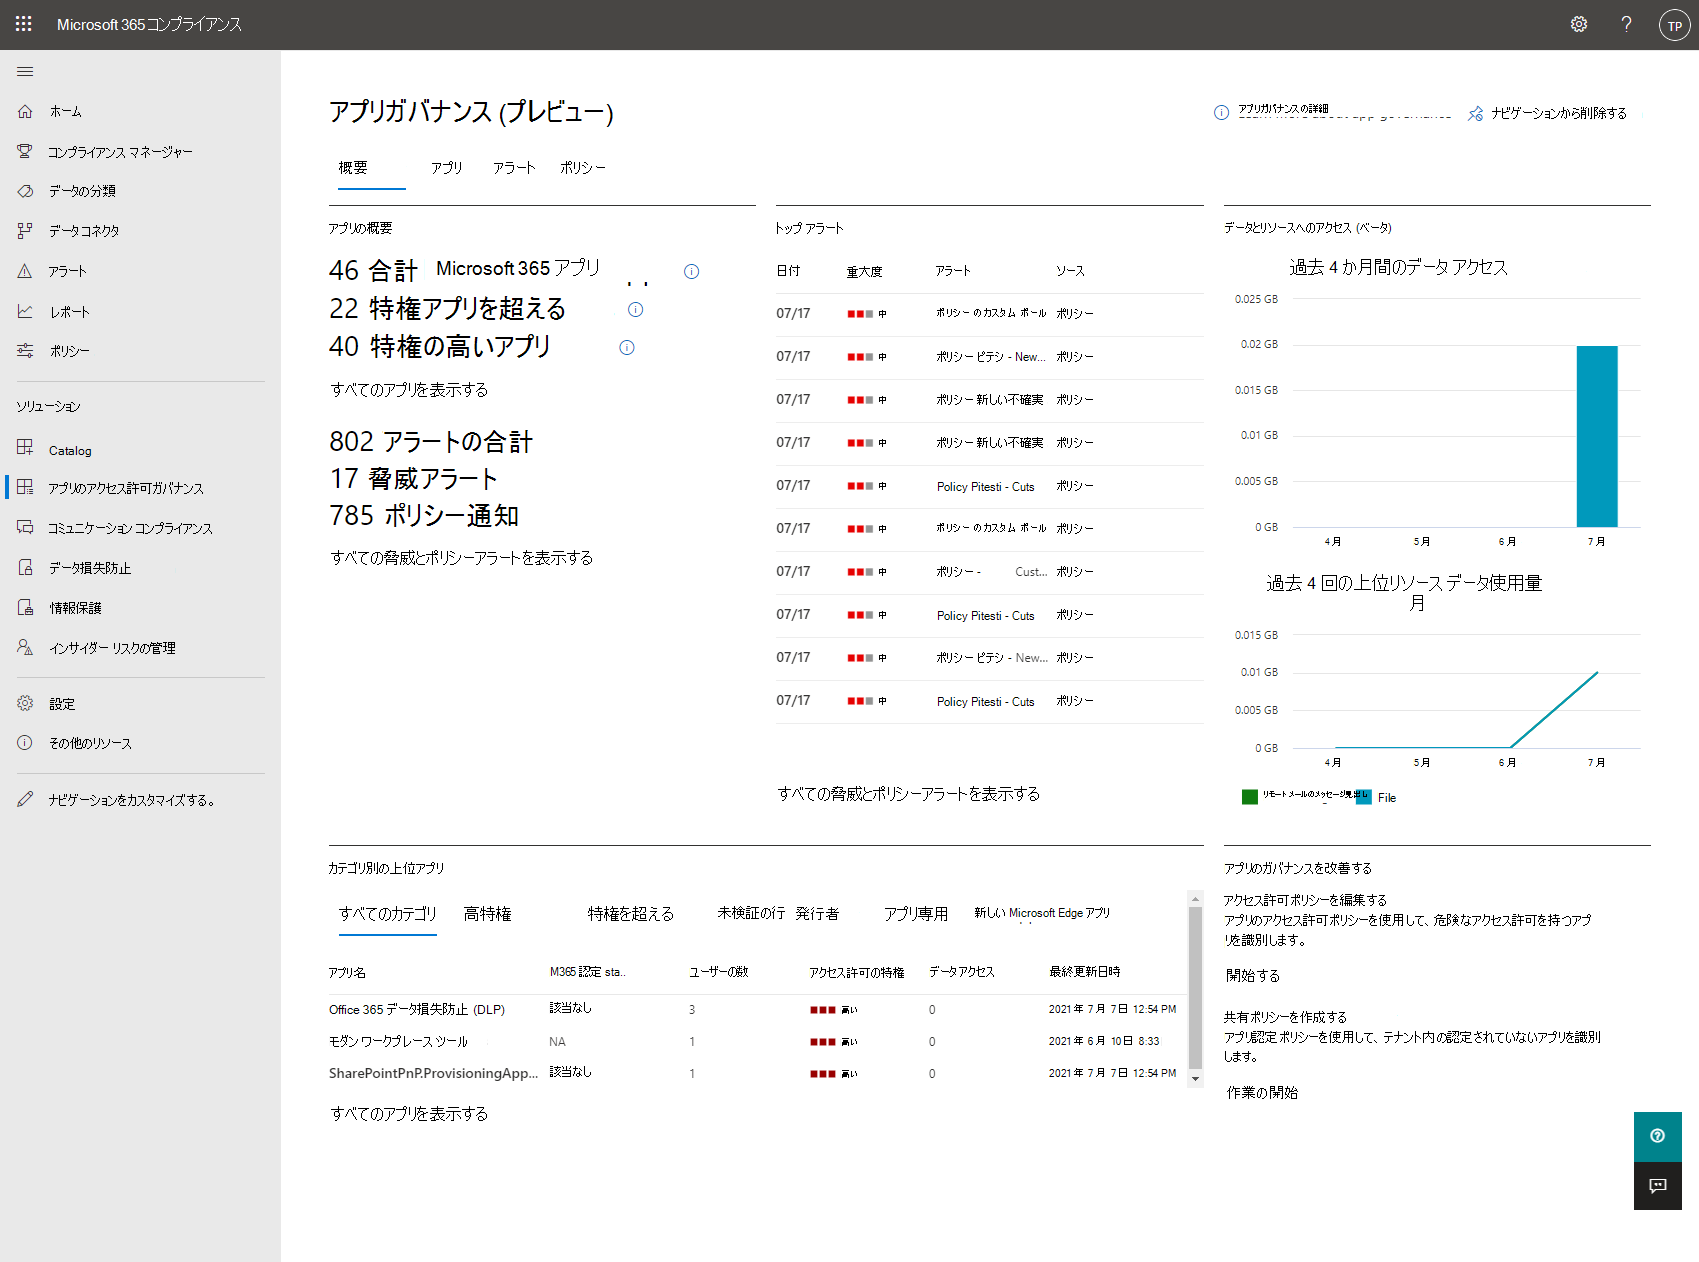 Microsoft 365 コンプライアンス
?
TP
ホーム
コンプライアンス マネージャー
データの分類
データ コネクタ
アラート
レポート
ポリシー
ソリューション
Catalog
アプリのアクセス許可ガバナンス
コミュニケーション コンプライアンス
データ損失防止
情報保護
インサイダー リスクの管理
設定
その他のリソース
ナビゲーションをカスタマイズする。
アプリガバナンス (プレビュー)
アプリガバナンスの詳細
ナビゲーションから削除する
概要 アプリ アラート ポリシー
アプリの概要
46 合計 Microsoft 365 アプリ
22 特権アプリを超える
40 特権の高いアプリ
すべてのアプリを表示する
802 アラートの合計
17 脅威アラート
785 ポリシー通知
すべての脅威とポリシーアラートを表示する
トップ アラート
日付 重大度 アラート ソース
07/17 中 ポリシー のカスタム ポール ポリシー
07/17 中 ポリシー ピテシ - New... ポリシー
07/17 中 ポリシー 新しい不確実 ポリシー
07/17 中 ポリシー 新しい不確実 ポリシー
07/17 中 Policy Pitesti - Cuts ポリシー
07/17 中 ポリシー のカスタム ポール ポリシー
07/17 中 ポリシー - Cust... ポリシー
07/17 中 Policy Pitesti - Cuts ポリシー
07/17 中 ポリシー ピテシ - New... ポリシー
07/17 中 Policy Pitesti - Cuts ポリシー
すべての脅威とポリシーアラートを表示する
データとリソースへのアクセス (ベータ)
過去 4 か月間のデータ アクセス
0.025 GB
0.02 GB
0.015 GB
0.01 GB
0.005 GB
0 GB
4 月 5 月 6 月 7 月
過去 4 回の上位リソース データ使用量
月
0.015 GB
0.01 GB
0.005 GB
0 GB
4 月 5 月 6 月 7 月
リモート メールのメッセージ見出し File
カテゴリ別の上位アプリ
すべてのカテゴリ 高特権 特権を超える 未検証の行 発行者 アプリ専用 新しい Microsoft Edge アプリ
アプリ名 M365 認定 sta.. ユーザーの数 アクセス許可の特権 データアクセス 最終更新日時
Office 365 データ損失防止 (DLP) 該当なし 3 高い 0 2021 年 7 月 7 日 12:54 PM
モダン ワークプレース ツール NA 1 高い 0 2021 年 6 月 10 日 8:33
SharePointPnP.ProvisioningApp... 該当なし 1 高い 0 2021 年 7 月 7 日 12:54 PM
すべてのアプリを表示する
アプリのガバナンスを改善する
アクセス許可ポリシーを編集する
アプリのアクセス許可ポリシーを使用して、危険なアクセス許可を持つアプ
リを識別します。
開始する
共有ポリシーを作成する
アプリ認定ポリシーを使用して、テナント内の認定されていないアプリを識別
します。
作業の開始